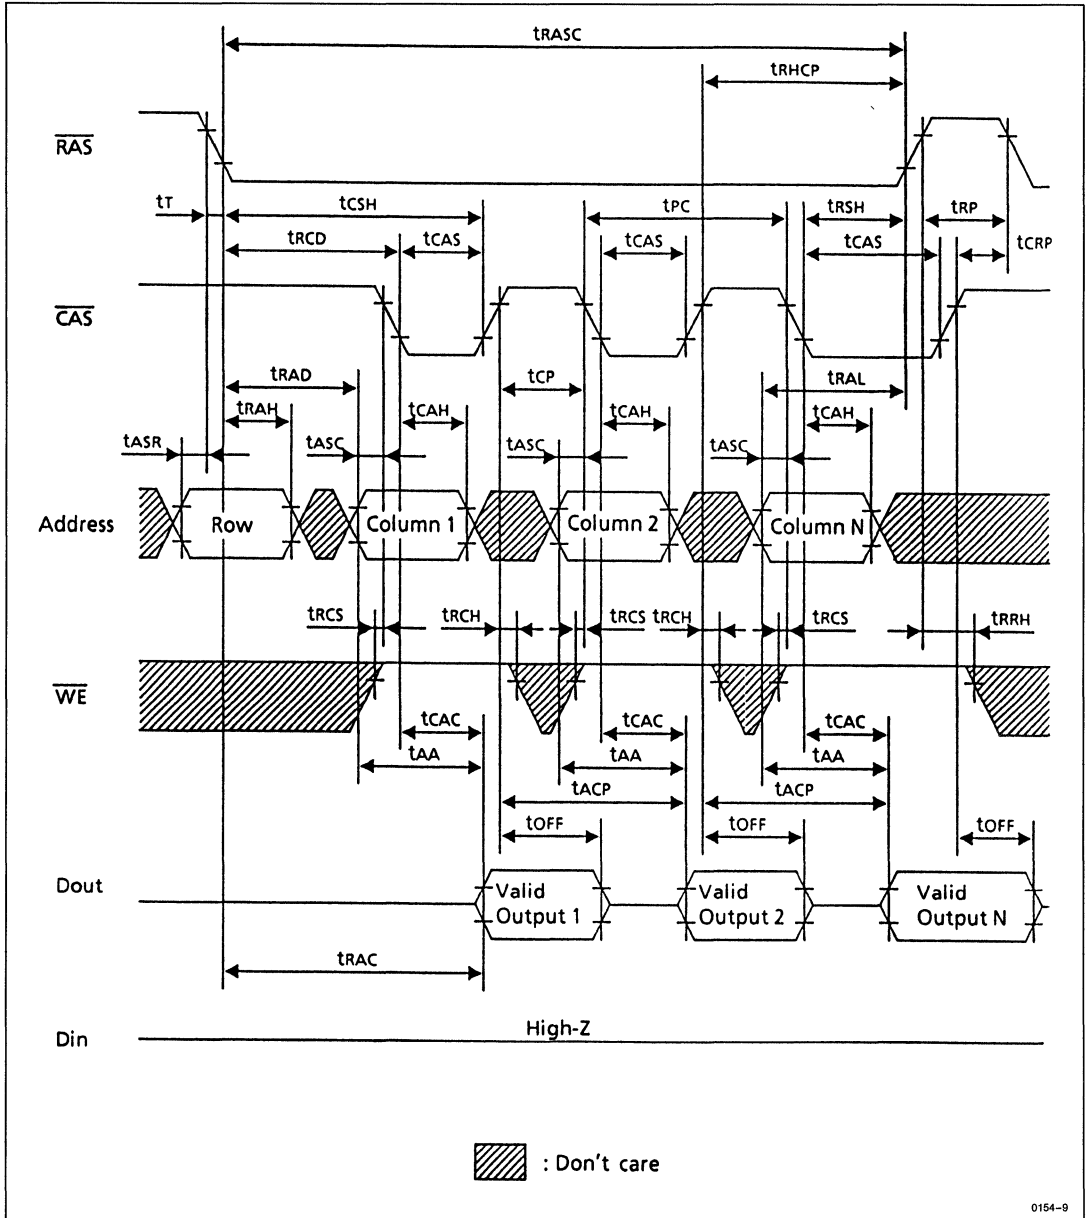 tRASC
tRHCP
RAS
tT tCSH tPC tRSH tRP
tRCD tCAS tCAS tCAS tCRP
CAS
tRAD tCP tRAL
tRAH tCAH tCAH tCAH
tASR tASC tASC tASC
Address Row Column 1 Column 2 Column N
tRCS tRCH tRCS tRCH tRCS tRRH
WE
tCAC tCAC tCAC
tAA tAA tAA
tACP tACP
tOFF tOFF tOFF
Dout Valid Valid Valid
Output 1 Output 2 Output N
tRAC
High-Z
Din
: Don't care
0154-9